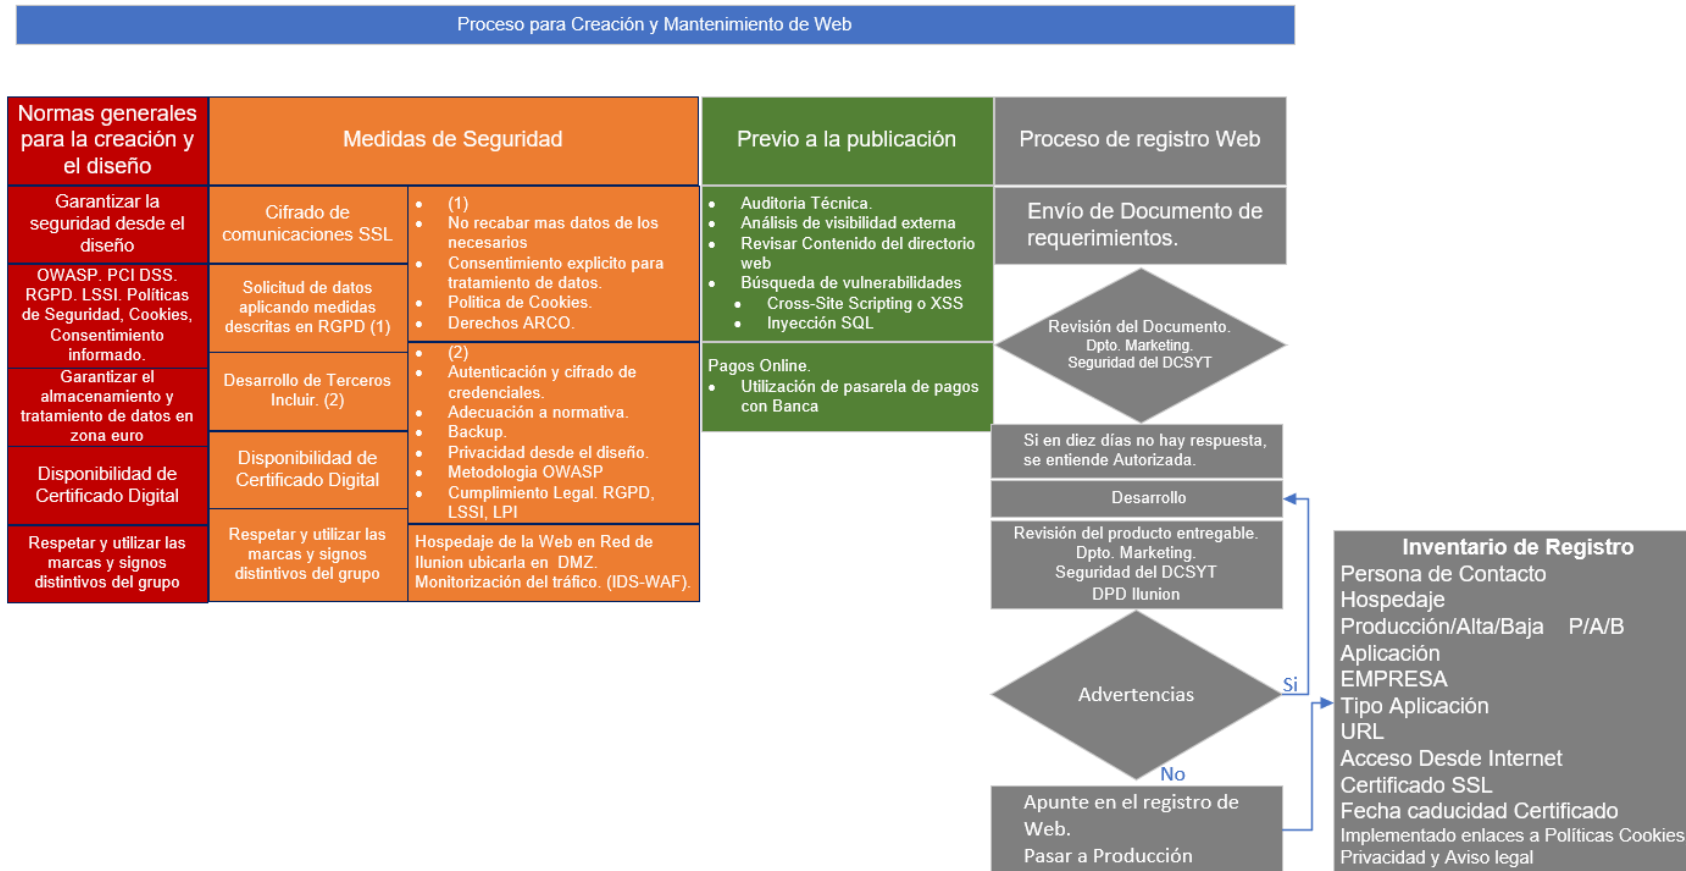 Proceso para Creación y Mantenimiento de Web
Normas generales
para la creación y
el diseño
Garantizar la
seguridad desde el
diseño
OWASP. PCI DSS.
RGPD. LSSI. Políticas
de Seguridad, Cookies,
Consentimiento
informado.
Garantizar el
almacenamiento y
tratamiento de datos en
zona euro
Disponibilidad de
Certificado Digital
Respetar y utilizar las
marcas y signos
distintivos del grupo
Medidas de Seguridad
Cifrado de
comunicaciones SSL
Solicitud de datos
aplicando medidas
descritas en RGPD (1)
Desarrollo de Terceros
Incluir. (2)
Disponibilidad de
Certificado Digital
Respetar y utilizar las
marcas y signos
distintivos del grupo
• (1)
• No recabar mas datos de los
necesarios
• Consentimiento explicito para
tratamiento de datos.
• Política de Cookies.
• Derechos ARCO.
• (2)
• Autenticación y cifrado de
credenciales.
• Adecuación a normativa.
• Backup.
• Privacidad desde el diseño.
• Metodologia OWASP
• Cumplimiento Legal. RGPD,
LSSI, LPI
Hospedaje de la Web en Red de
Ilunion ubicarla en DMZ.
Monitorización del tráfico. (IDS-WAF).
Previo a la publicación
• Auditoria Técnica.
• Análisis de visibilidad externa
• Revisar Contenido del directorio
web
• Búsqueda de vulnerabilidades
• Cross-Site Scripting o XSS
• Inyección SQL
Pagos Online.
• Utilización de pasarela de pagos
con Banca
Proceso de registro Web
Envío de Documento de
requerimientos.
Revisión del Documento.
Dpto. Marketing.
Seguridad del DCSYT
Si en diez días no hay respuesta,
se entiende Autorizada.
Desarrollo
Revisión del producto entregable.
Dpto. Marketing.
Seguridad del DCSYT
DPD Ilunion
Advertencias
Si
No
Apunte en el registro de
Web.
Pasar a Producción
Inventario de Registro
Persona de Contacto
Hospedaje
Producción/Alta/Baja P/A/B
Aplicación
EMPRESA
Tipo Aplicación
URL
Acceso Desde Internet
Certificado SSL
Fecha caducidad Certificado
Implementado enlaces a Políticas Cookies
Privacidad y Aviso legal